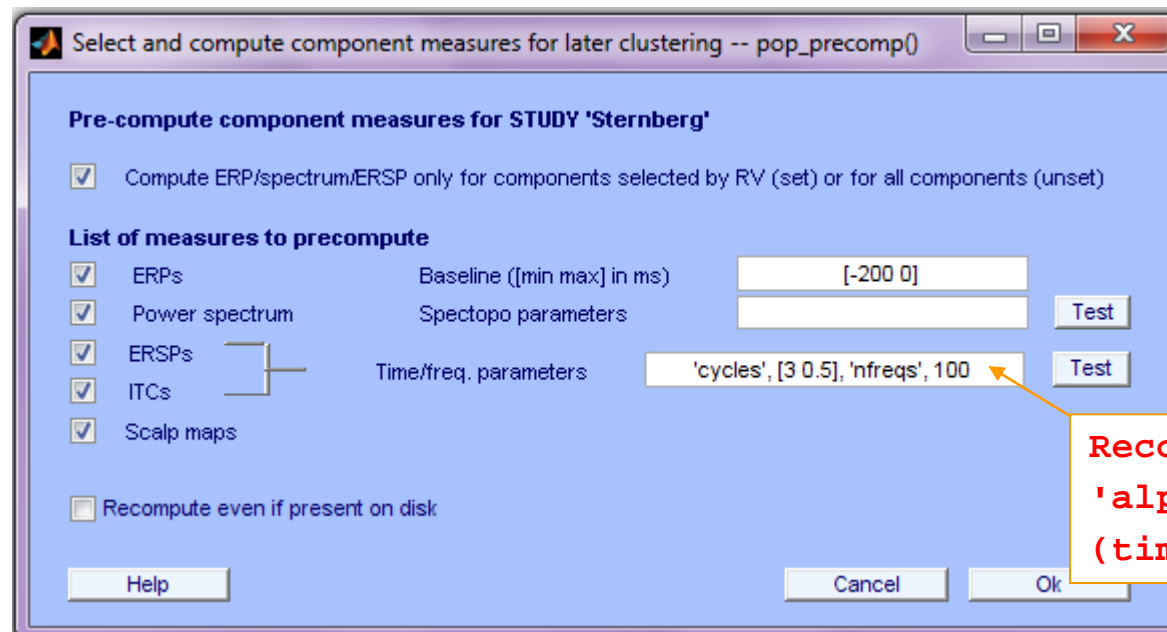 Select and compute component measures for later clustering -- pop_precomp()
Pre-compute component measures for STUDY 'Sternberg'
Compute ERP/spectrum/ERSP only for components selected by RV (set) or for all components (unset)
List of measures to precompute
ERPs Baseline ([min max] in ms) [-200 0]
Power spectrum Spectopo parameters Test
ERSPs
Time/freq. parameters 'cycles', [3 0.5], 'nfreqs', 100 Test
ITCs
Scalp maps
Recompute even if present on disk
Help Cancel Ok